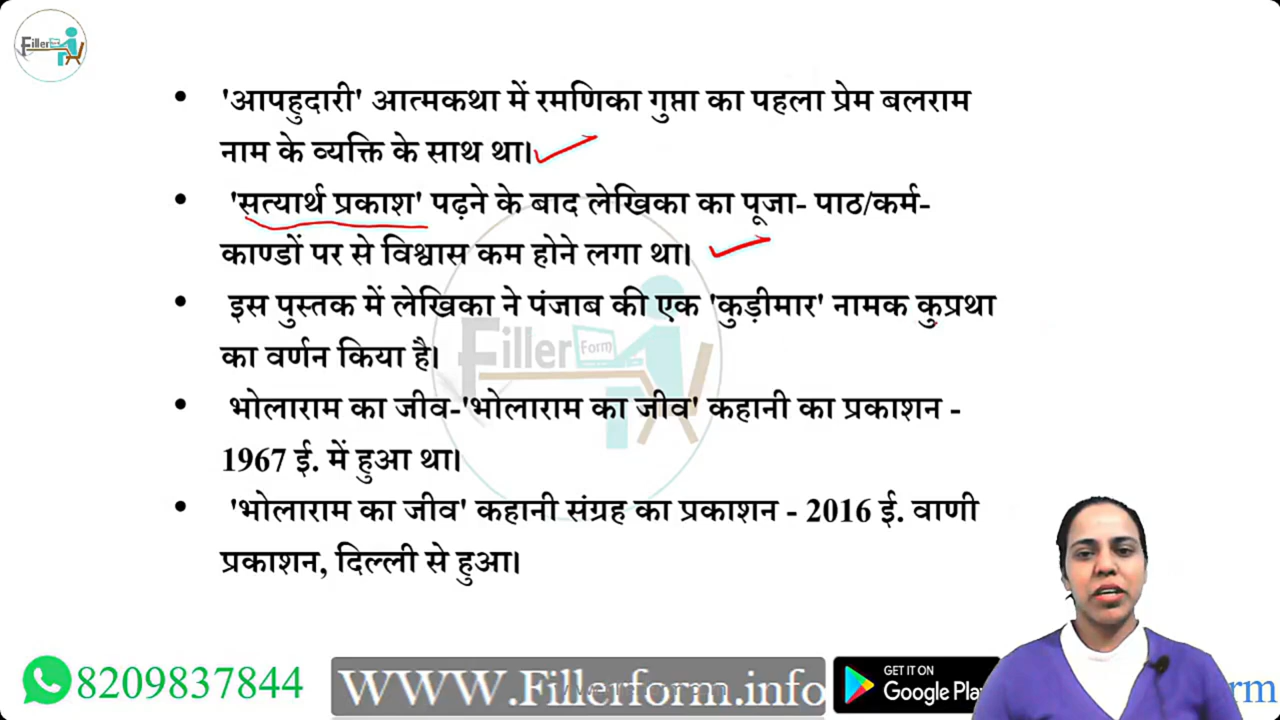 Filler
'आपहुदारी' आत्मकथा में रमणिका गुप्ता का पहला प्रेम बलराम
नाम के व्यक्ति के साथ था।
'सत्यार्थ प्रकाश' पढ़ने के बाद लेखिका का पूजा- पाठ/कर्म-
काण्डों पर से विश्वास कम होने लगा था।
इस पुस्तक में लेखिका ने पंजाब की एक 'कुड़ीमार' नामक कुप्रथा
का वर्णन किया है।
Filler Form
भोलाराम का जीव-'भोलाराम का जीव' कहानी का प्रकाशन -
1967 ई. में हुआ था।
'भोलाराम का जीव' कहानी संग्रह का प्रकाशन - 2016 ई. वाणी
प्रकाशन, दिल्ली से हुआ।
8209837844
WWW.Fillerform.info
GET IT ON
Google Pla
rm